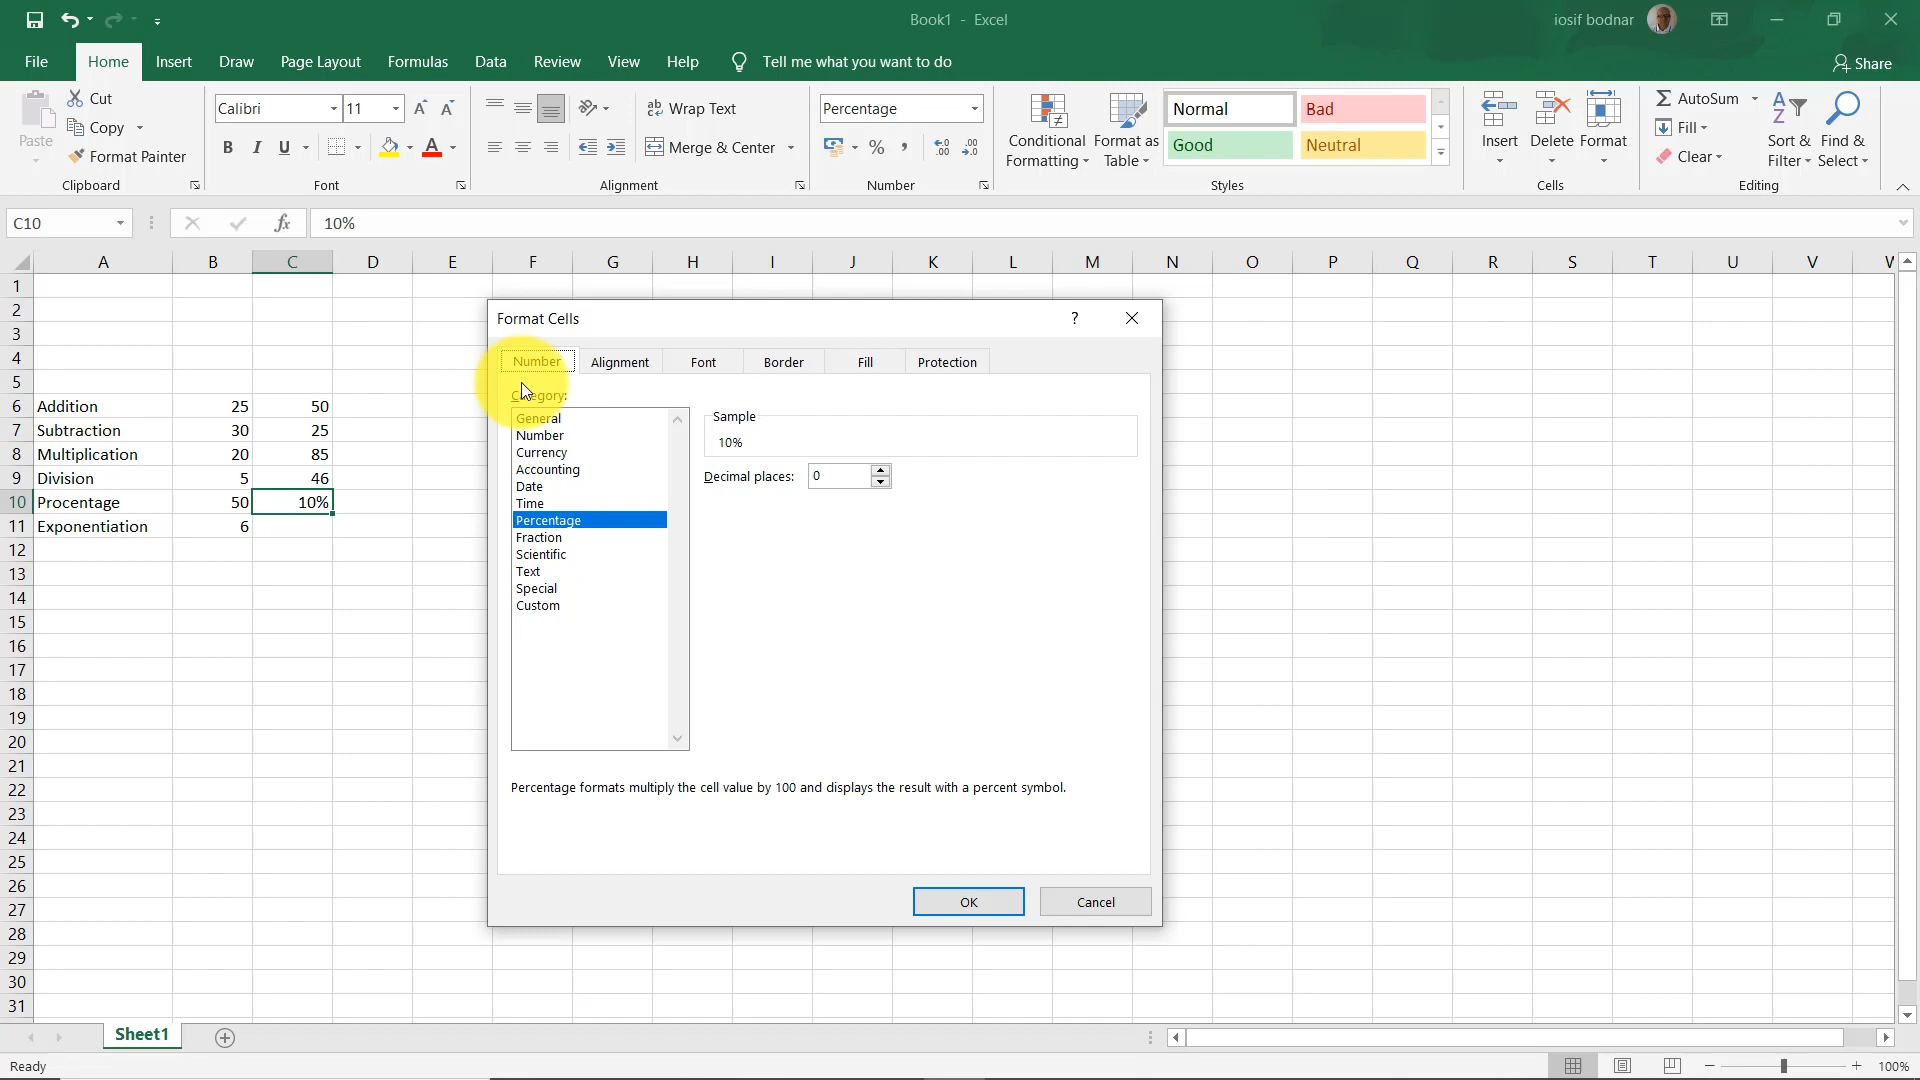 Book1 - Excel
iosif bodnar
File Home Insert Draw Page Layout Formulas Data Review View Help Tell me what you want to do
Share
Paste
Cut
Copy
Format Painter
Clipboard
Calibri 11
B I U
Font
Wrap Text
Merge & Center
Alignment
Percentage
%
Number
Conditional Formatting
Format as Table
Normal Bad
Good Neutral
Styles
Insert Delete Format
Cells
AutoSum
Fill
Clear
Sort & Filter
Find & Select
Editing
C10 fx 10%
A B C D E F G H I J K L M N O P Q R S T U V W
1
2
3
4
5
6 Addition 25 50
7 Subtraction 30 25
8 Multiplication 20 85
9 Division 5 46
10 Procentage 50 10%
11 Exponentiation 6
12
13
14
15
16
17
18
19
20
21
22
23
24
25
26
27
28
29
30
31
Format Cells ?
Number Alignment Font Border Fill Protection
Category:
General
Number
Currency
Accounting
Date
Time
Percentage
Fraction
Scientific
Text
Special
Custom
Sample
10%
Decimal places: 0
Percentage formats multiply the cell value by 100 and displays the result with a percent symbol.
OK Cancel
Sheet1
Ready
100%